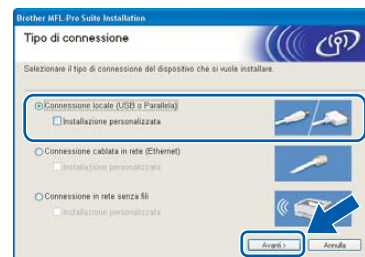 Brother MFL-Pro Suite Installation
Tipo di connessione
Selezionare il tipo di connessione del dispositivo che si vuole installare.
Connessione locale (USB o Parallela)
Installazione personalizzata
Connessione cablata in rete (Ethernet)
Installazione personalizzata
Connessione in rete senza fili
Installazione personalizzata
Avanti >
Annulla